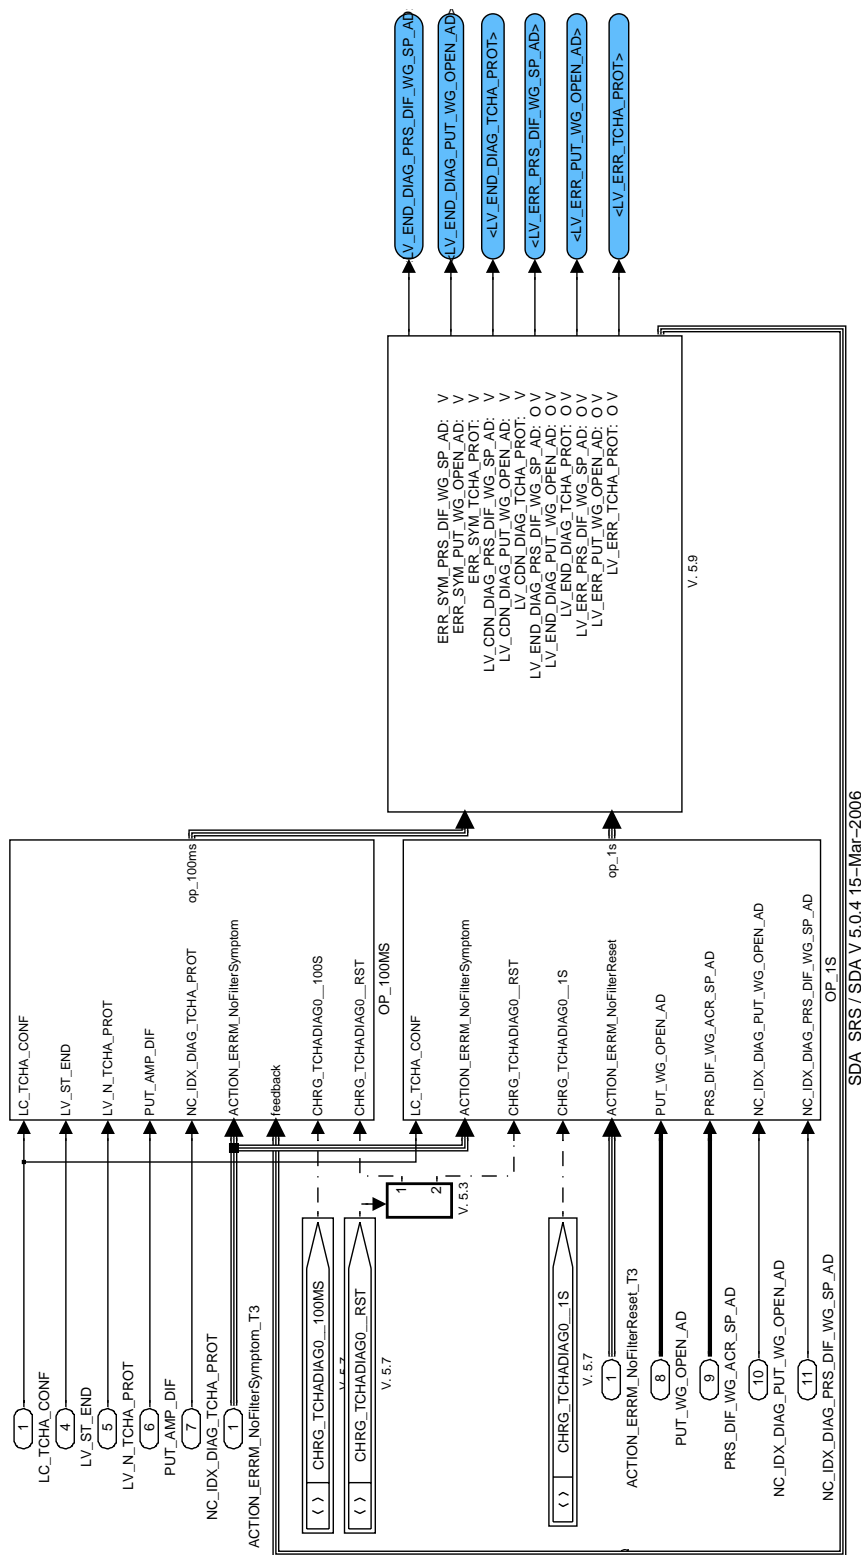 LV_END_DIAG_PRS_DIF_WG_SP_AD
<LV_END_DIAG_PUT_WG_OPEN_AD>
<LV_END_DIAG_TCHA_PROT>
<LV_ERR_PRS_DIF_WG_SP_AD>
<LV_ERR_PUT_WG_OPEN_AD>
<LV_ERR_TCHA_PROT>
ERR_SYM_PRS_DIF_WG_SP_AD: V
ERR_SYM_PUT_WG_OPEN_AD: V
ERR_SYM_TCHA_PROT: V
LV_CDN_DIAG_PRS_DIF_WG_SP_AD: V
LV_CDN_DIAG_PUT_WG_OPEN_AD: V
LV_CDN_DIAG_TCHA_PROT: V
LV_END_DIAG_PRS_DIF_WG_SP_AD: O V
LV_END_DIAG_PUT_WG_OPEN_AD: O V
LV_END_DIAG_TCHA_PROT: O V
LV_ERR_PRS_DIF_WG_SP_AD: O V
LV_ERR_PUT_WG_OPEN_AD: O V
LV_ERR_TCHA_PROT: O V
V. 5.9
LC_TCHA_CONF
LV_ST_END
LV_N_TCHA_PROT
PUT_AMP_DIF
NC_IDX_DIAG_TCHA_PROT
op_100ms
ACTION_ERRM_NoFilterSymptom
feedback
CHRG_TCHADIAG0__100S
CHRG_TCHADIAG0__RST
OP_100MS
LC_TCHA_CONF
ACTION_ERRM_NoFilterSymptom
CHRG_TCHADIAG0__RST
CHRG_TCHADIAG0__1S
ACTION_ERRM_NoFilterReset
op_1s
PUT_WG_OPEN_AD
PRS_DIF_WG_ACR_SP_AD
NC_IDX_DIAG_PUT_WG_OPEN_AD
NC_IDX_DIAG_PRS_DIF_WG_SP_AD
OP_1S
1
2
V. 5.3
1
LC_TCHA_CONF
4
LV_ST_END
5
LV_N_TCHA_PROT
6
PUT_AMP_DIF
7
NC_IDX_DIAG_TCHA_PROT
1
ACTION_ERRM_NoFilterSymptom_T3
< > CHRG_TCHADIAG0__100MS
V. 5.7
< > CHRG_TCHADIAG0__RST
V. 5.7
< > CHRG_TCHADIAG0__1S
V. 5.7
1
ACTION_ERRM_NoFilterReset_T3
8
PUT_WG_OPEN_AD
9
PRS_DIF_WG_ACR_SP_AD
10
NC_IDX_DIAG_PUT_WG_OPEN_AD
11
NC_IDX_DIAG_PRS_DIF_WG_SP_AD
SDA_SRS / SDA V 5.0.4 15-Mar-2006